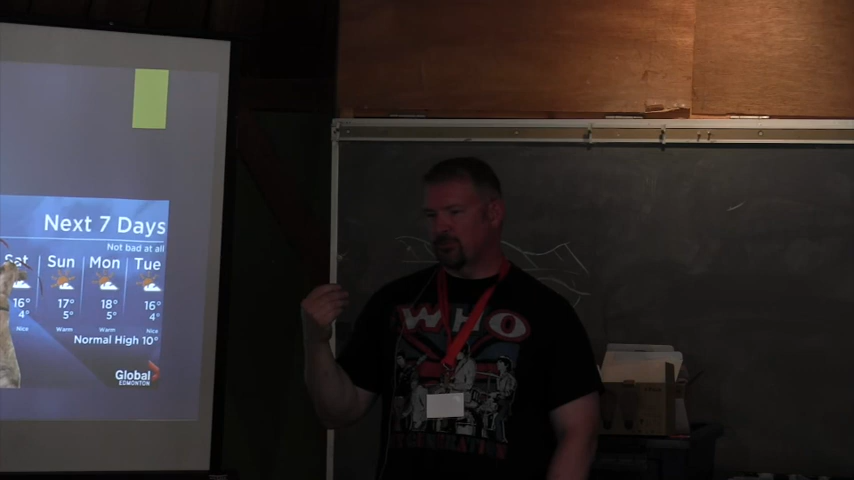 Next 7 Days
Not bad at all
Sat Sun Mon Tue
16° 17° 18° 16°
4° 5° 5° 4°
Nice Warm Warm Nice
Normal High 10°
Global
EDMONTON
WHO